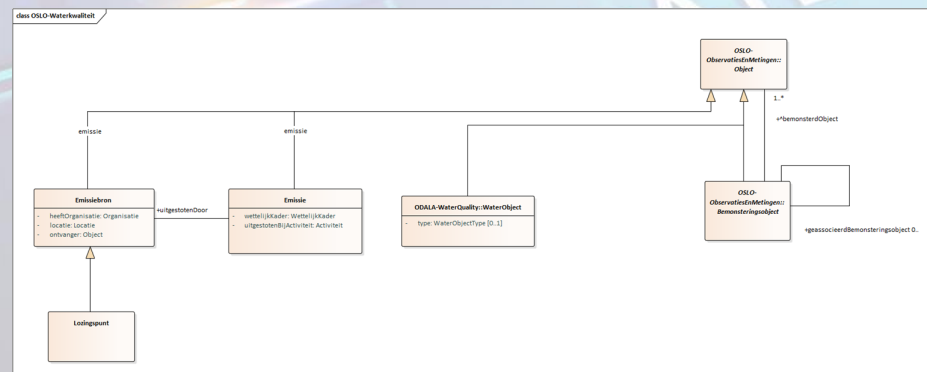 class OSLO-Waterkwaliteit
OSLO-
ObservatiesEnMetingen::
Object
1..*
+^bemonsterdObject
emissie
emissie
Emissiebron
- heeftOrganisatie: Organisatie
- locatie: Locatie
- ontvanger: Object
+uitgestotenDoor
Emissie
- wettelijkKader: WettelijkKader
- uitgestotenBijActiviteit: Activiteit
ODALA-WaterQuality::WaterObject
- type: WaterObjectType [0..1]
OSLO-
ObservatiesEnMetingen::
Bemonsteringsobject
+geassocieerdBemonsteringsobject 0..
Lozingspunt